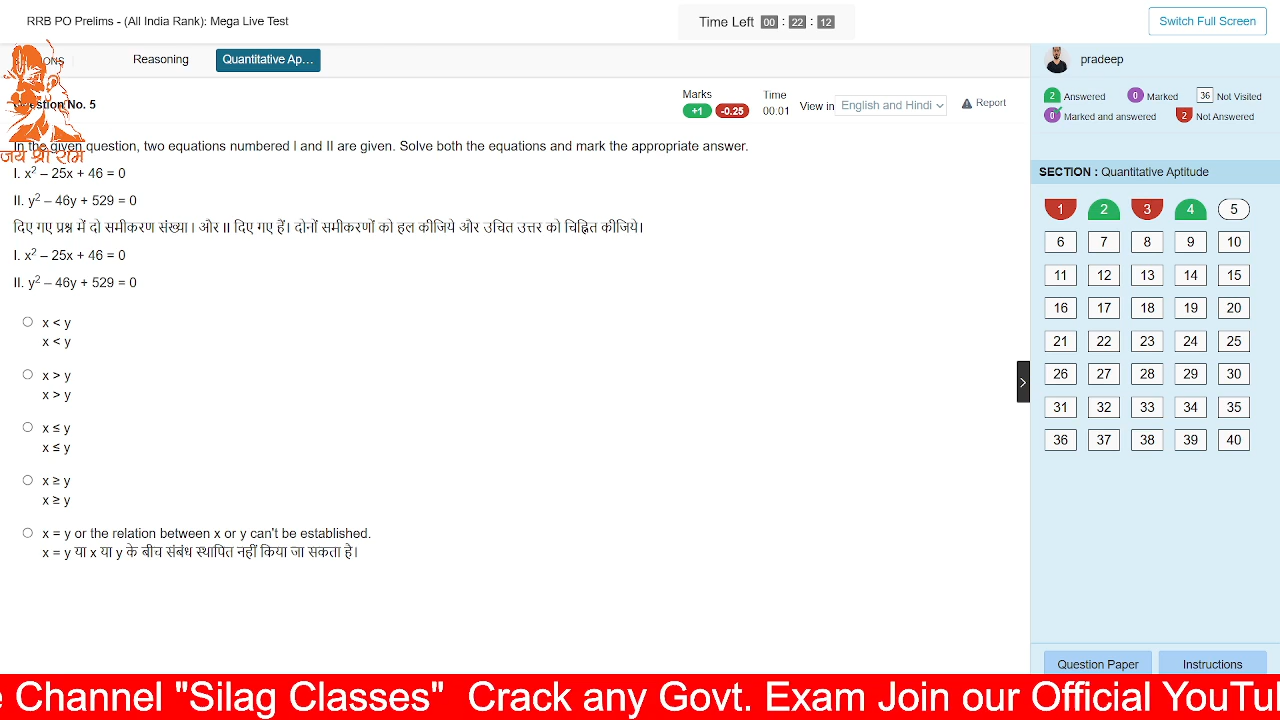 RRB PO Prelims - (All India Rank): Mega Live Test
Time Left 00 : 22 : 12
Switch Full Screen
Reasoning
Quantitative Ap...
pradeep
Question No. 5
Marks
+1 -0.25
Time
00:01
View in English and Hindi
Report
2 Answered
0 Marked
36 Not Visited
0 Marked and answered
2 Not Answered
In the given question, two equations numbered I and II are given. Solve both the equations and mark the appropriate answer.
जय श्री राम
I. x² – 25x + 46 = 0
II. y² – 46y + 529 = 0
दिए गए प्रश्न में दो समीकरण संख्या I और II दिए गए हैं। दोनों समीकरणों को हल कीजिये और उचित उत्तर को चिह्नित कीजिये।
I. x² – 25x + 46 = 0
II. y² – 46y + 529 = 0
x < y
x < y
x > y
x > y
x ≤ y
x ≤ y
x ≥ y
x ≥ y
x = y or the relation between x or y can't be established.
x = y या x या y के बीच संबंध स्थापित नहीं किया जा सकता हे।
SECTION : Quantitative Aptitude
1 2 3 4 5
6 7 8 9 10
11 12 13 14 15
16 17 18 19 20
21 22 23 24 25
26 27 28 29 30
31 32 33 34 35
36 37 38 39 40
Question Paper
Instructions
Channel "Silag Classes" Crack any Govt. Exam Join our Official